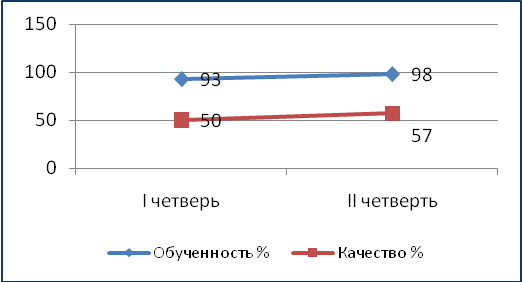 150
100
50
0
93
98
50
57
I четверь
II четверть
Обученность %
Качество %